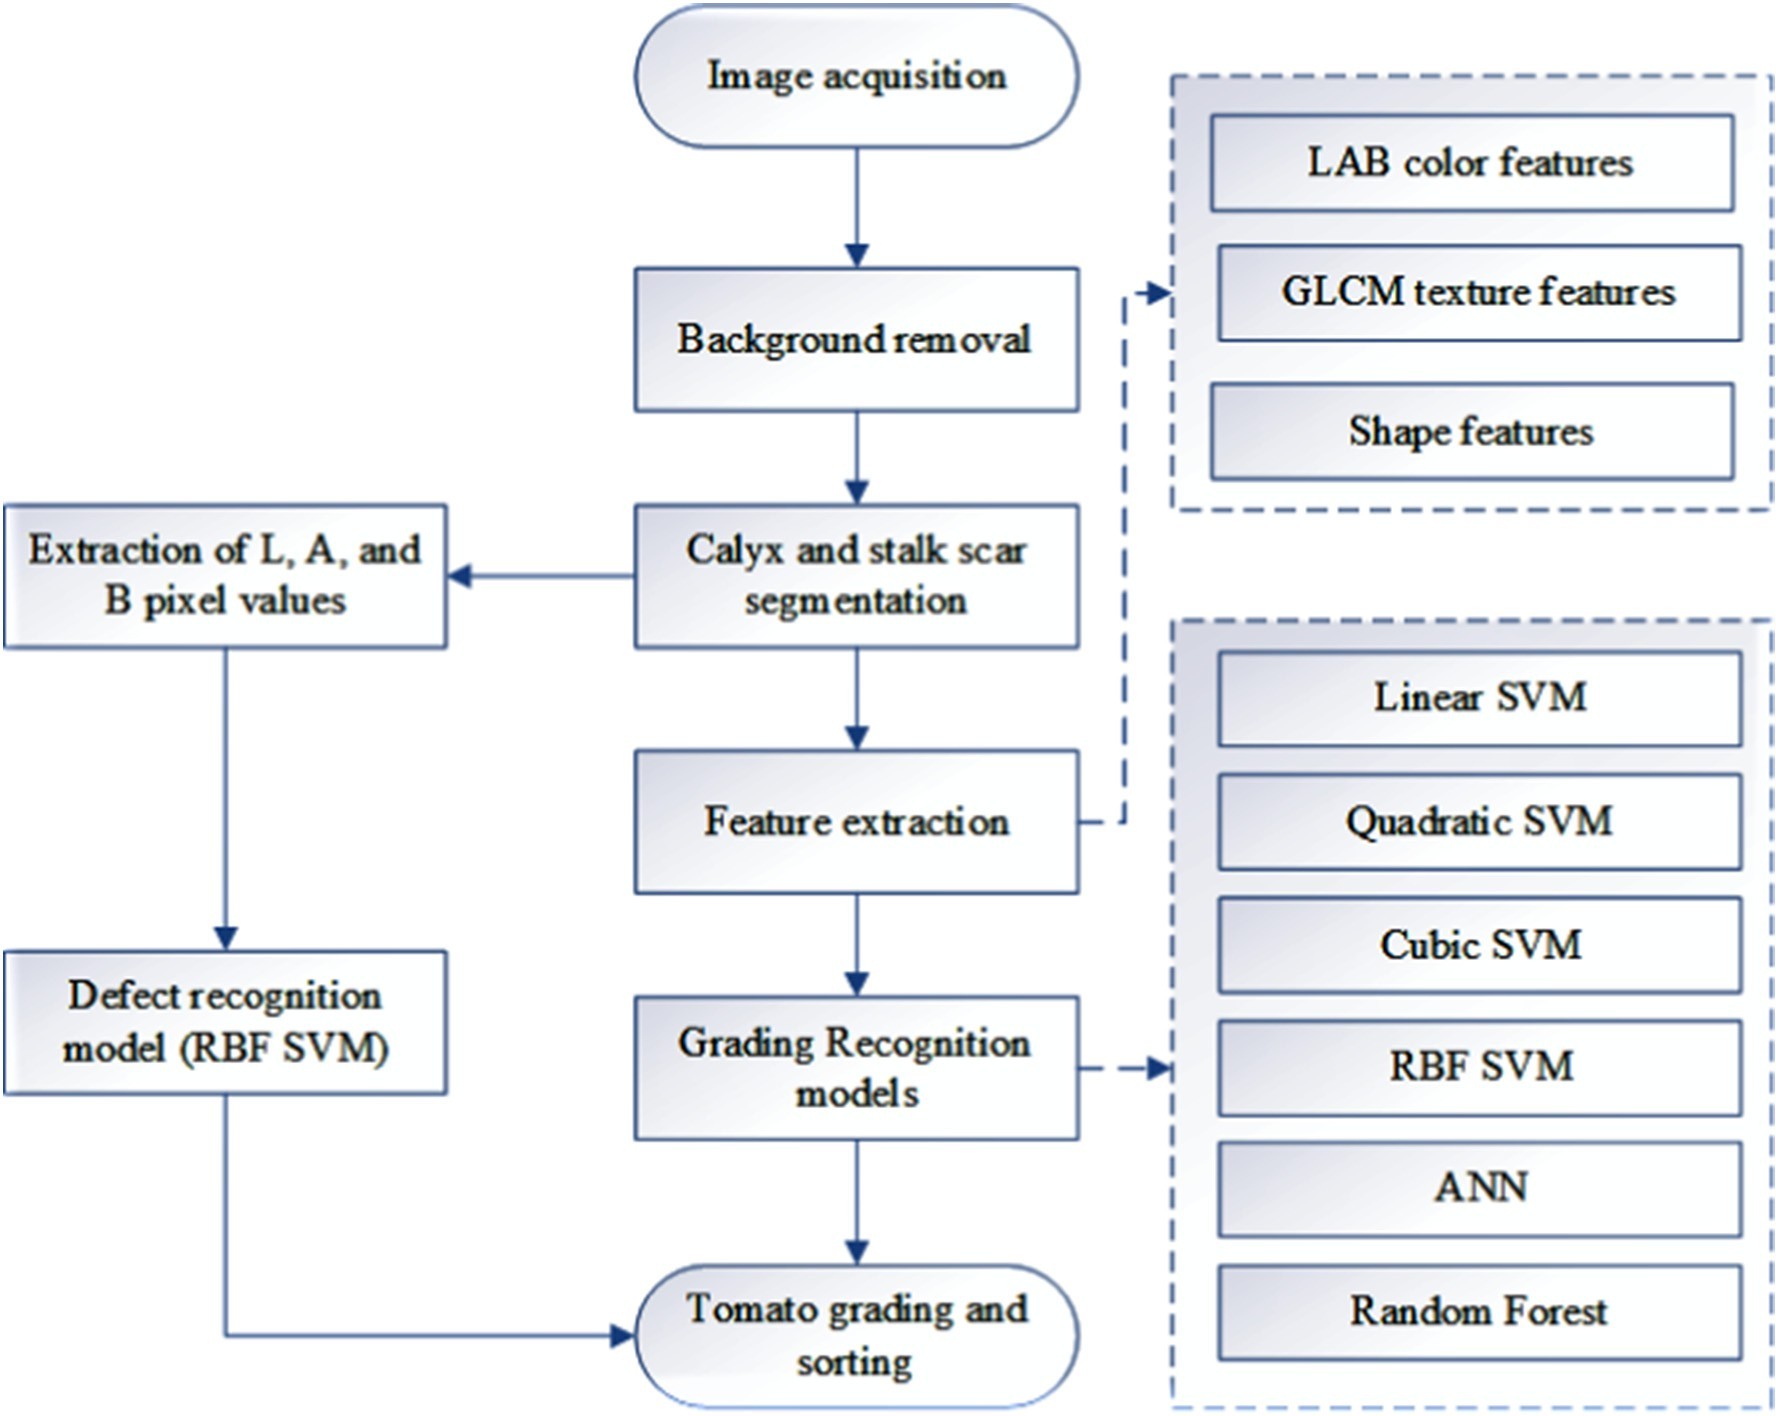 Image acquisition
Background removal
Calyx and stalk scar
segmentation
Extraction of L, A, and
B pixel values
Feature extraction
Defect recognition
model (RBF SVM)
Grading Recognition
models
Tomato grading and
sorting
LAB color features
GLCM texture features
Shape features
Linear SVM
Quadratic SVM
Cubic SVM
RBF SVM
ANN
Random Forest